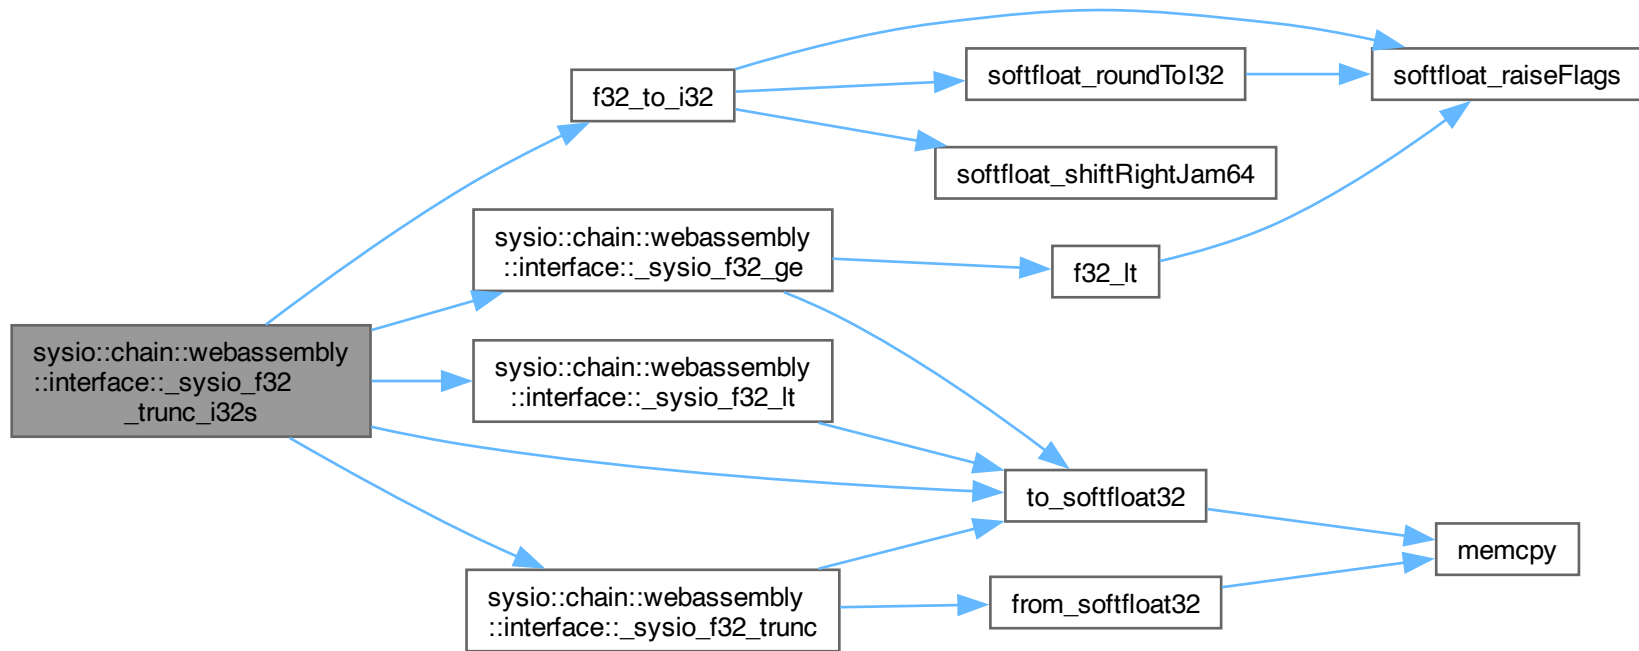 f32_to_i32
softfloat_roundToI32
softfloat_raiseFlags
softfloat_shiftRightJam64
sysio::chain::webassembly
::interface::_sysio_f32_ge
f32_lt
sysio::chain::webassembly
::interface::_sysio_f32
_trunc_i32s
sysio::chain::webassembly
::interface::_sysio_f32_lt
to_softfloat32
memcpy
sysio::chain::webassembly
::interface::_sysio_f32_trunc
from_softfloat32